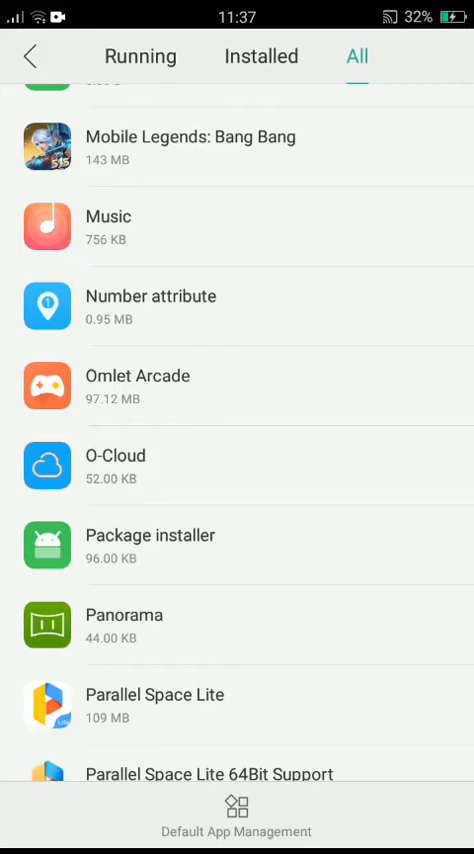 11:37
32%
Running
Installed
All
Mobile Legends: Bang Bang
143 MB
Music
756 KB
Number attribute
0.95 MB
Omlet Arcade
97.12 MB
O-Cloud
52.00 KB
Package installer
96.00 KB
Panorama
44.00 KB
Parallel Space Lite
109 MB
Lite
Parallel Space Lite 64Bit Support
Default App Management